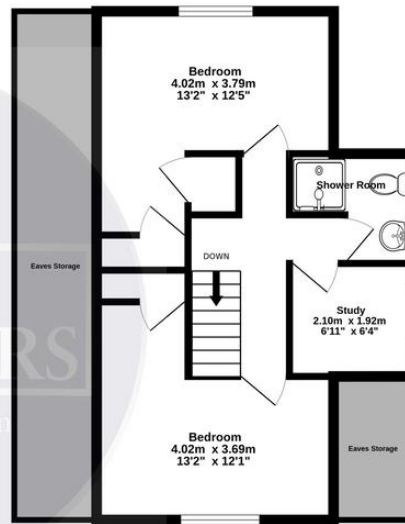 Bedroom
4.02m x 3.79m
13'2" x 12'5"
Shower Room
DOWN
Eaves Storage
Study
2.10m x 1.92m
6'11" x 6'4"
RS
n
Bedroom
4.02m x 3.69m
13'2" x 12'1"
Eaves Storage